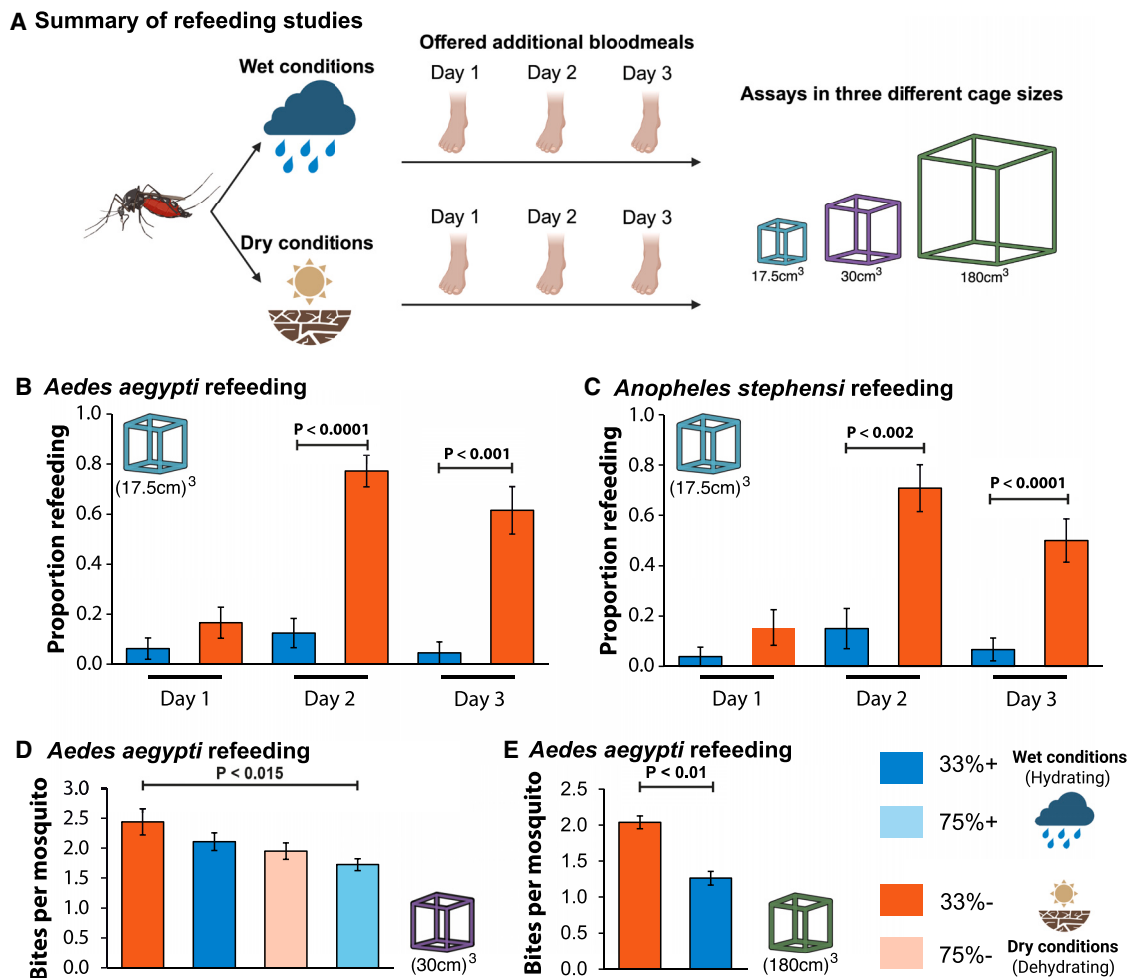 A Summary of refeeding studies
Wet conditions
Dry conditions
Offered additional bloodmeals
Day 1 Day 2 Day 3
Day 1 Day 2 Day 3
Assays in three different cage sizes
17.5cm³ 30cm³ 180cm³
B Aedes aegypti refeeding
Proportion refeeding
1.0
0.8
0.6
0.4
0.2
0.0
(17.5cm)³
P < 0.0001
P < 0.001
Day 1 Day 2 Day 3
C Anopheles stephensi refeeding
Proportion refeeding
1.0
0.8
0.6
0.4
0.2
0.0
(17.5cm)³
P < 0.002
P < 0.0001
Day 1 Day 2 Day 3
D Aedes aegypti refeeding
Bites per mosquito
3.0
2.5
2.0
1.5
2.0
0.5
0.0
P < 0.015
(30cm)³
E Aedes aegypti refeeding
Bites per mosquito
2.5
2.0
1.5
1.0
0.5
0.0
P < 0.01
(180cm)³
33%+
75%+
Wet conditions
(Hydrating)
33%-
75%-
Dry conditions
(Dehydrating)